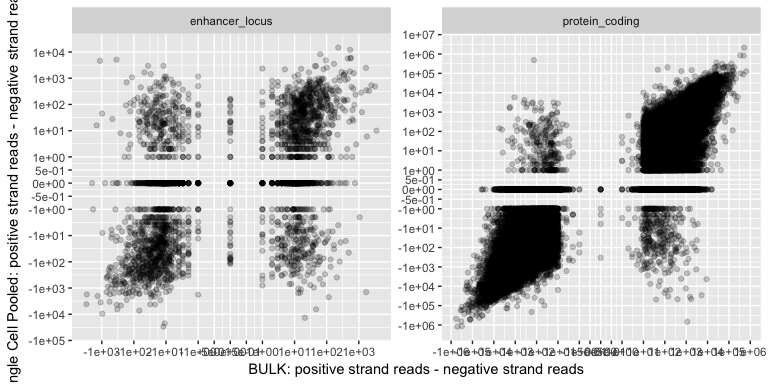 enhancer_locus
protein_coding
1e+04
1e+03
1e+02
1e+01
1e+00
5e-01
0e+00
-5e-01
-1e+00
-1e+01
-1e+02
-1e+03
-1e+04
-1e+05
1e+07
1e+06
1e+05
1e+04
1e+03
1e+02
1e+01
1e+00
5e-01
0e+00
-5e-01
-1e+00
-1e+01
-1e+02
-1e+03
-1e+04
-1e+05
-1e+06
BULK: positive strand reads - negative strand reads
ngle Cell Pooled: positive strand reads - negative strand rea